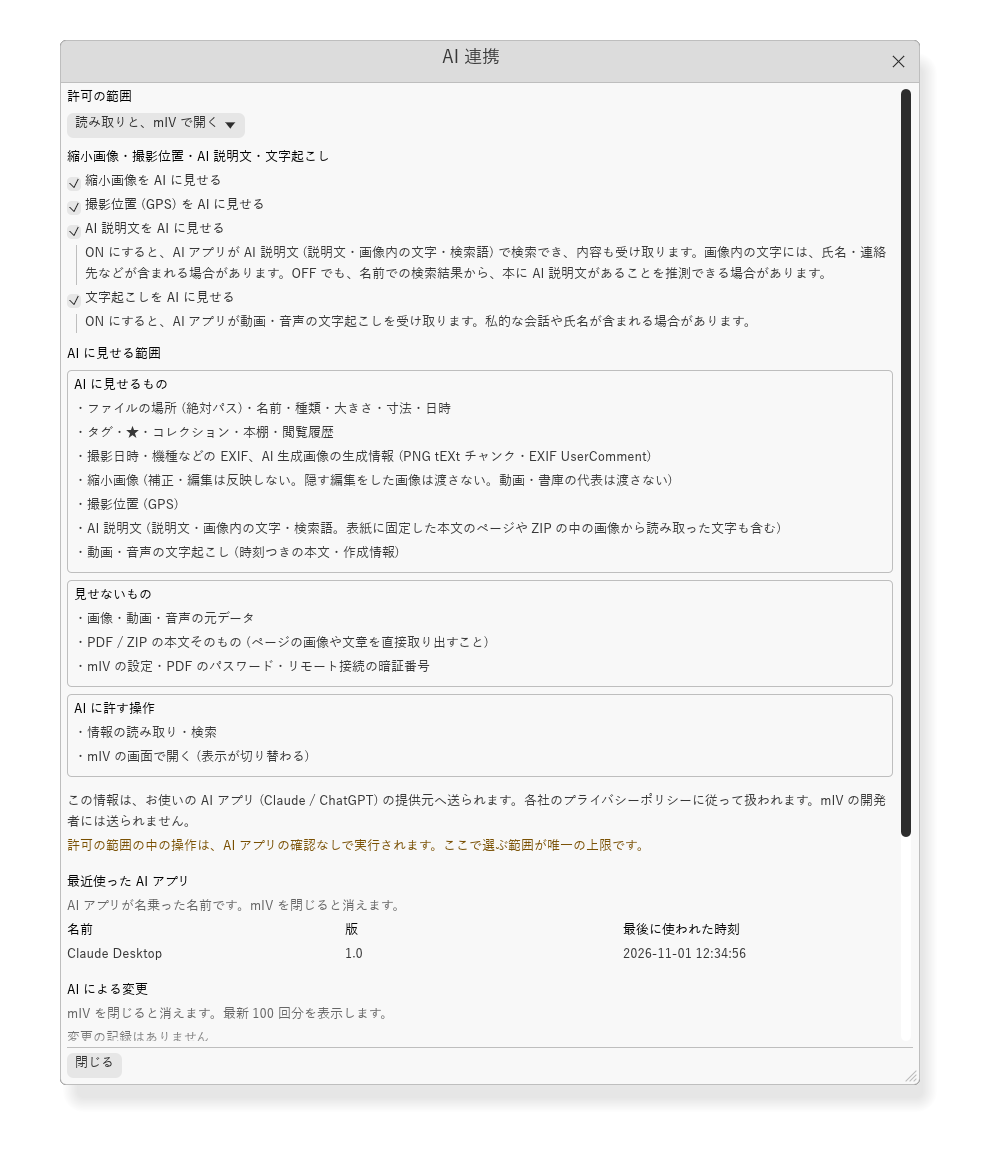 AI 連携
許可の範囲
読み取りと、mIV で開く
縮小画像・撮影位置・AI 説明文・文字起こし
縮小画像を AI に見せる
撮影位置 (GPS) を AI に見せる
AI 説明文を AI に見せる
ON にすると、AI アプリが AI 説明文 (説明文・画像内の文字・検索語) で検索でき、内容も受け取ります。画像内の文字には、氏名・連絡
先などが含まれる場合があります。OFF でも、名前での検索結果から、本に AI 説明文があることを推測できる場合があります。
文字起こしを AI に見せる
ON にすると、AI アプリが動画・音声の文字起こしを受け取ります。私的な会話や氏名が含まれる場合があります。
AI に見せる範囲
AI に見せるもの
・ファイルの場所 (絶対パス)・名前・種類・大きさ・寸法・日時
・タグ・★・コレクション・本棚・閲覧履歴
・撮影日時・機種などの EXIF、AI 生成画像の生成情報 (PNG tEXt チャンク・EXIF UserComment)
・縮小画像 (補正・編集は反映しない。隠す編集をした画像は渡さない。動画・書庫の代表は渡さない)
・撮影位置 (GPS)
・AI 説明文 (説明文・画像内の文字・検索語。表紙に固定した本文のページや ZIP の中の画像から読み取った文字も含む)
・動画・音声の文字起こし (時刻つきの本文・作成情報)
見せないもの
・画像・動画・音声の元データ
・PDF / ZIP の本文そのもの (ページの画像や文章を直接取り出すこと)
・mIV の設定・PDF のパスワード・リモート接続の暗証番号
AI に許す操作
・情報の読み取り・検索
・mIV の画面で開く (表示が切り替わる)
この情報は、お使いの AI アプリ (Claude / ChatGPT) の提供元へ送られます。各社のプライバシーポリシーに従って扱われます。mIV の開発
者には送られません。
許可の範囲の中の操作は、AI アプリの確認なしで実行されます。ここで選ぶ範囲が唯一の上限です。
最近使った AI アプリ
AI アプリが名乗った名前です。mIV を閉じると消えます。
名前 版 最後に使われた時刻
Claude Desktop 1.0 2026-11-01 12:34:56
AI による変更
mIV を閉じると消えます。最新 100 回分を表示します。
変更の記録はありません
閉じる